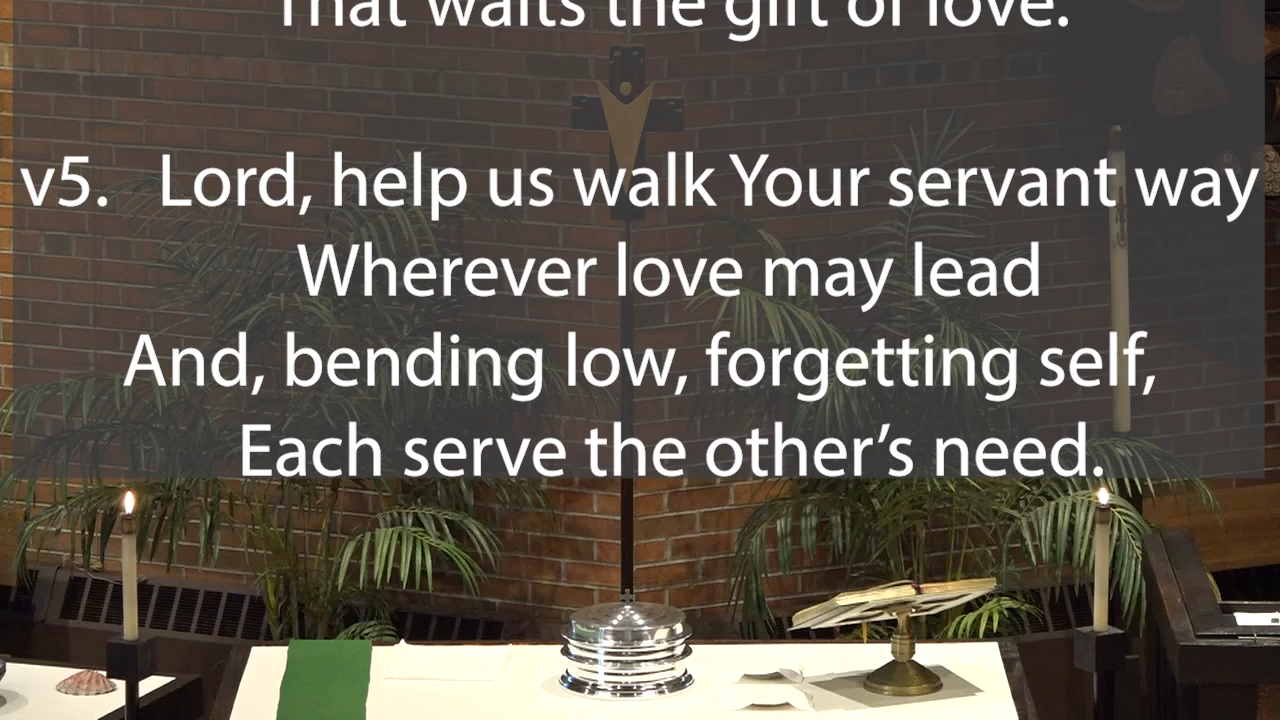 That waits the gift of love.
v5. Lord, help us walk Your servant way
Wherever love may lead
And, bending low, forgetting self,
Each serve the other’s need.